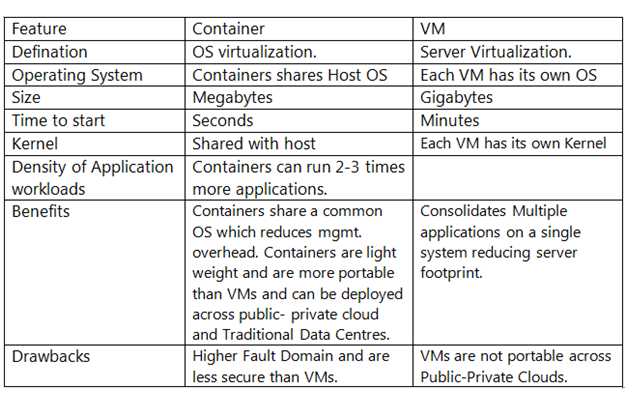 Feature Container VM
Defination OS virtualization. Server Virtualization.
Operating System Containers shares Host OS Each VM has its own OS
Size Megabytes Gigabytes
Time to start Seconds Minutes
Kernel Shared with host Each VM has its own Kernel
Density of Application Containers can run 2-3 times
workloads more applications.
Benefits Containers share a common Consolidates Multiple
OS which reduces mgmt. applications on a single
overhead. Containers are light system reducing server
weight and are more portable footprint.
than VMs and can be deployed
across public- private cloud
and Traditional Data Centres.
Drawbacks Higher Fault Domain and are VMs are not portable across
less secure than VMs. Public-Private Clouds.